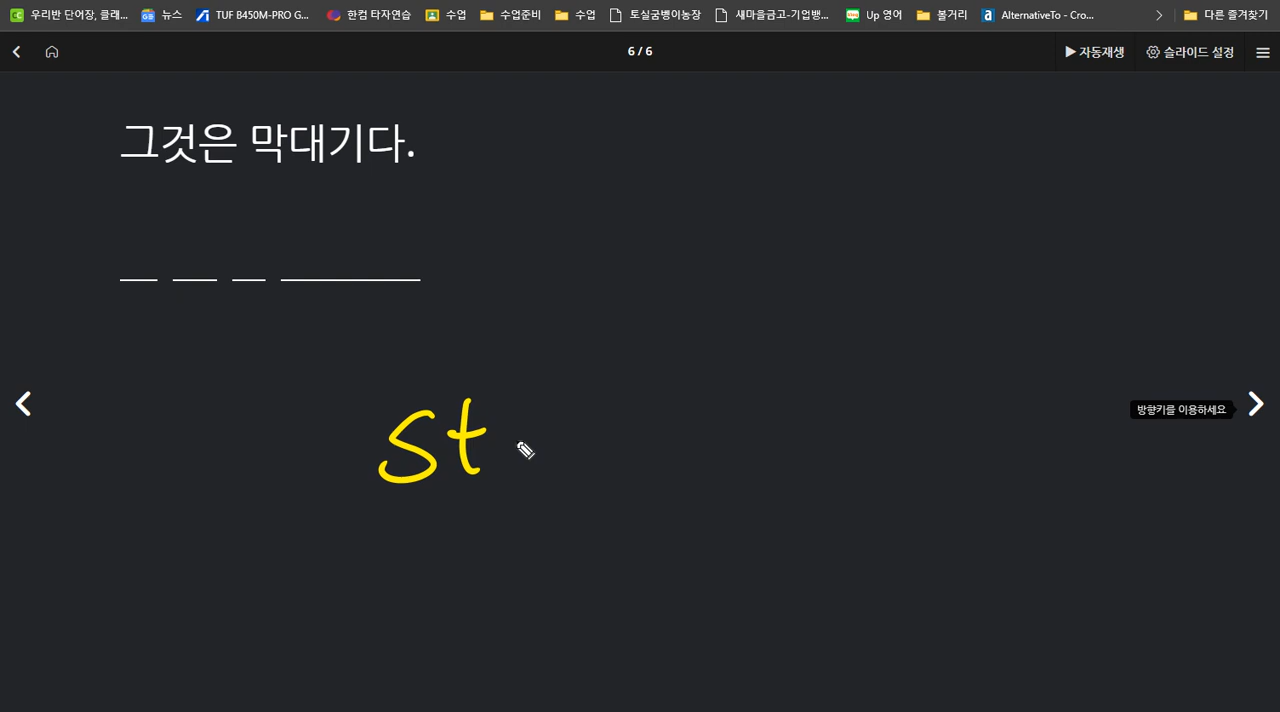 우리반 단어장, 클래... 뉴스 TUF B450M-PRO G... 한컴 타자연습 수업 수업준비 수업 토실굼벵이농장 새마을금고-기업뱅... Up 영어 볼거리 AlternativeTo - Cro... 다른 즐겨찾기
6 / 6 자동재생 슬라이드 설정
그것은 막대기다.
방향키를 이용하세요
st